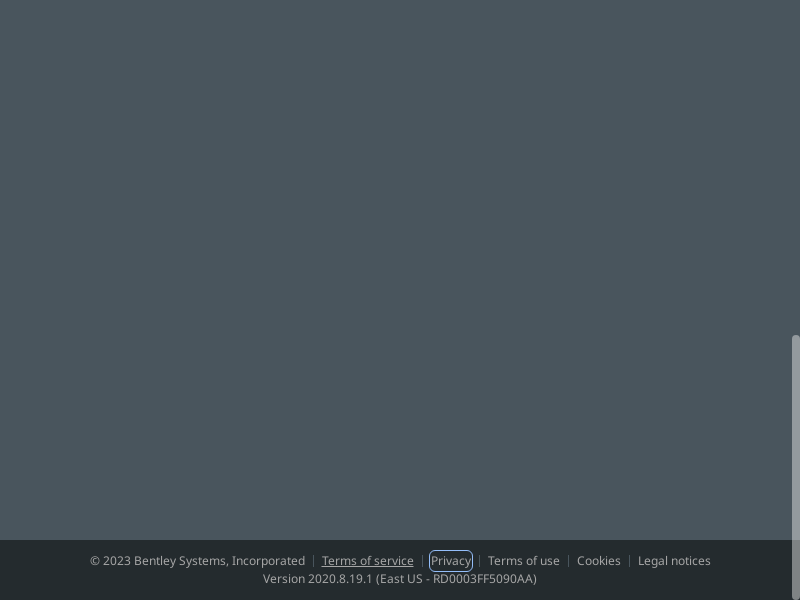 © 2023 Bentley Systems, Incorporated | Terms of service | Privacy | Terms of use | Cookies | Legal notices
Version 2020.8.19.1 (East US - RD0003FF5090AA)